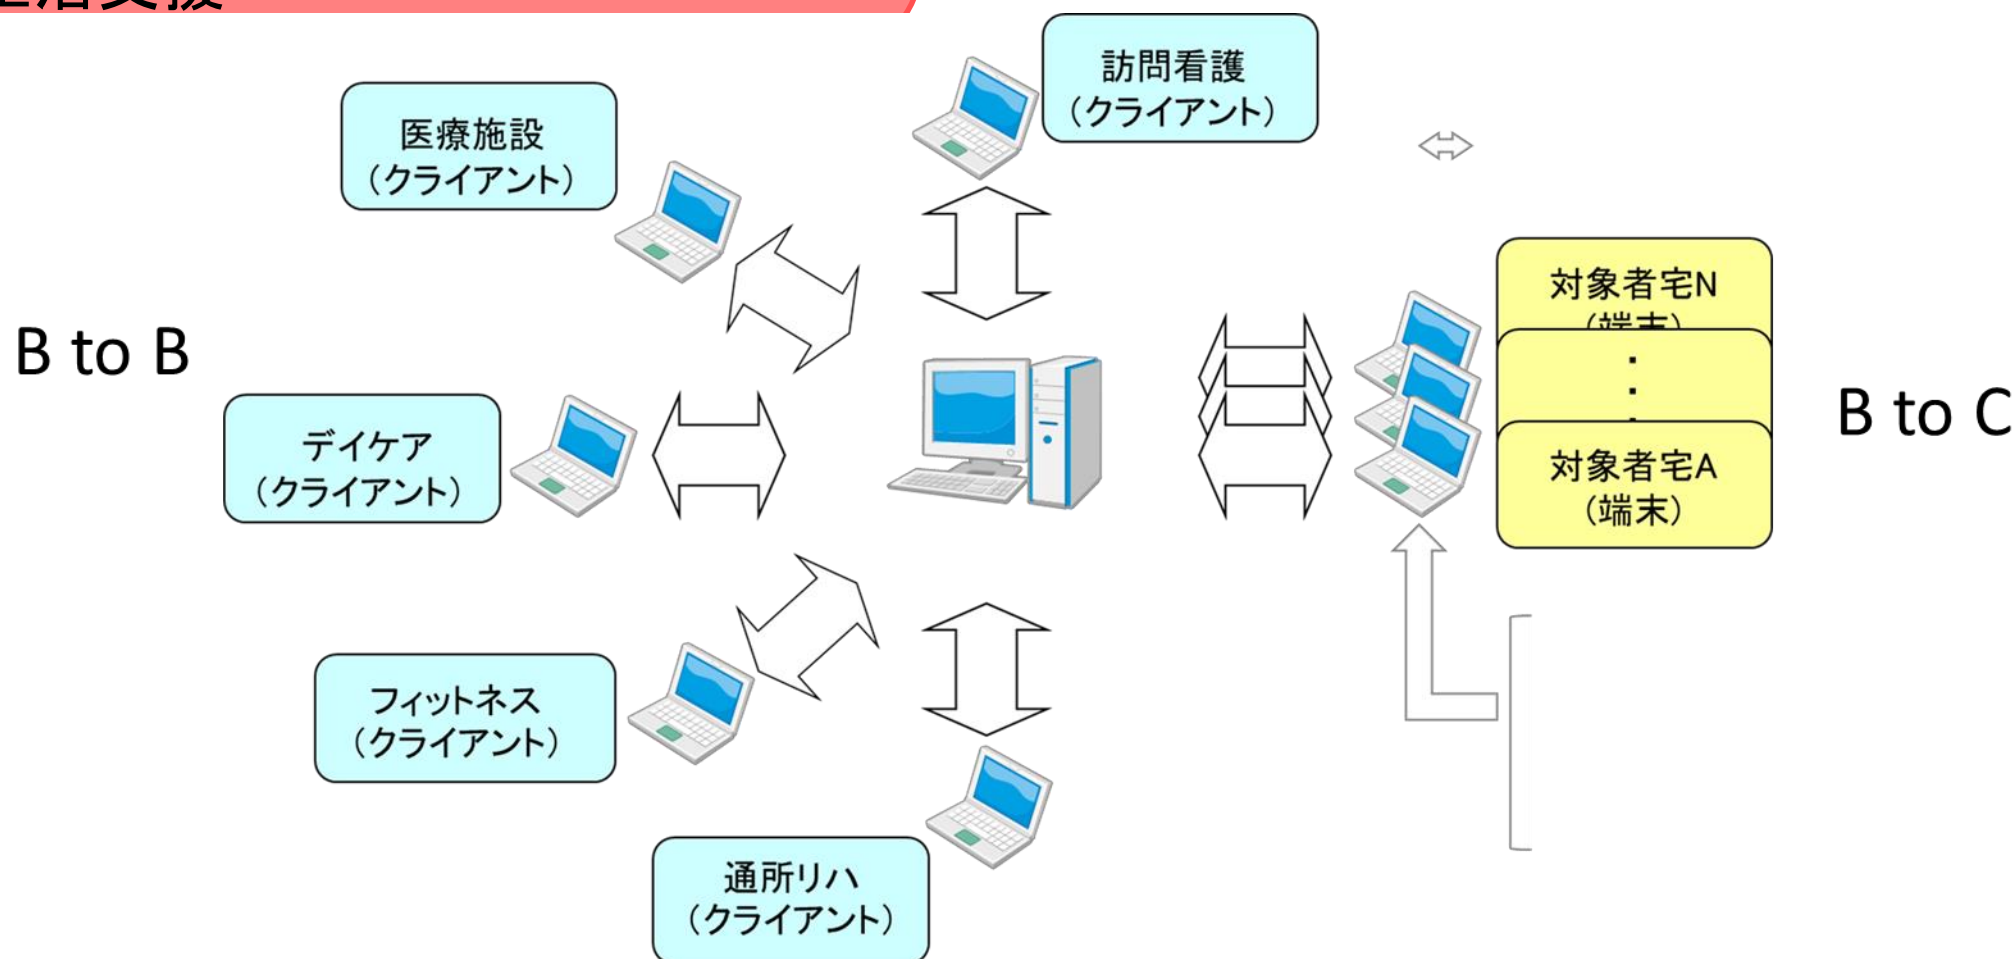 訪問看護
（クライアント）
医療施設
（クライアント）
対象者宅N
（端末）
B to B
・
・
・
B to C
デイケア
（クライアント）
対象者宅A
（端末）
フィットネス
（クライアント）
通所リハ
（クライアント）